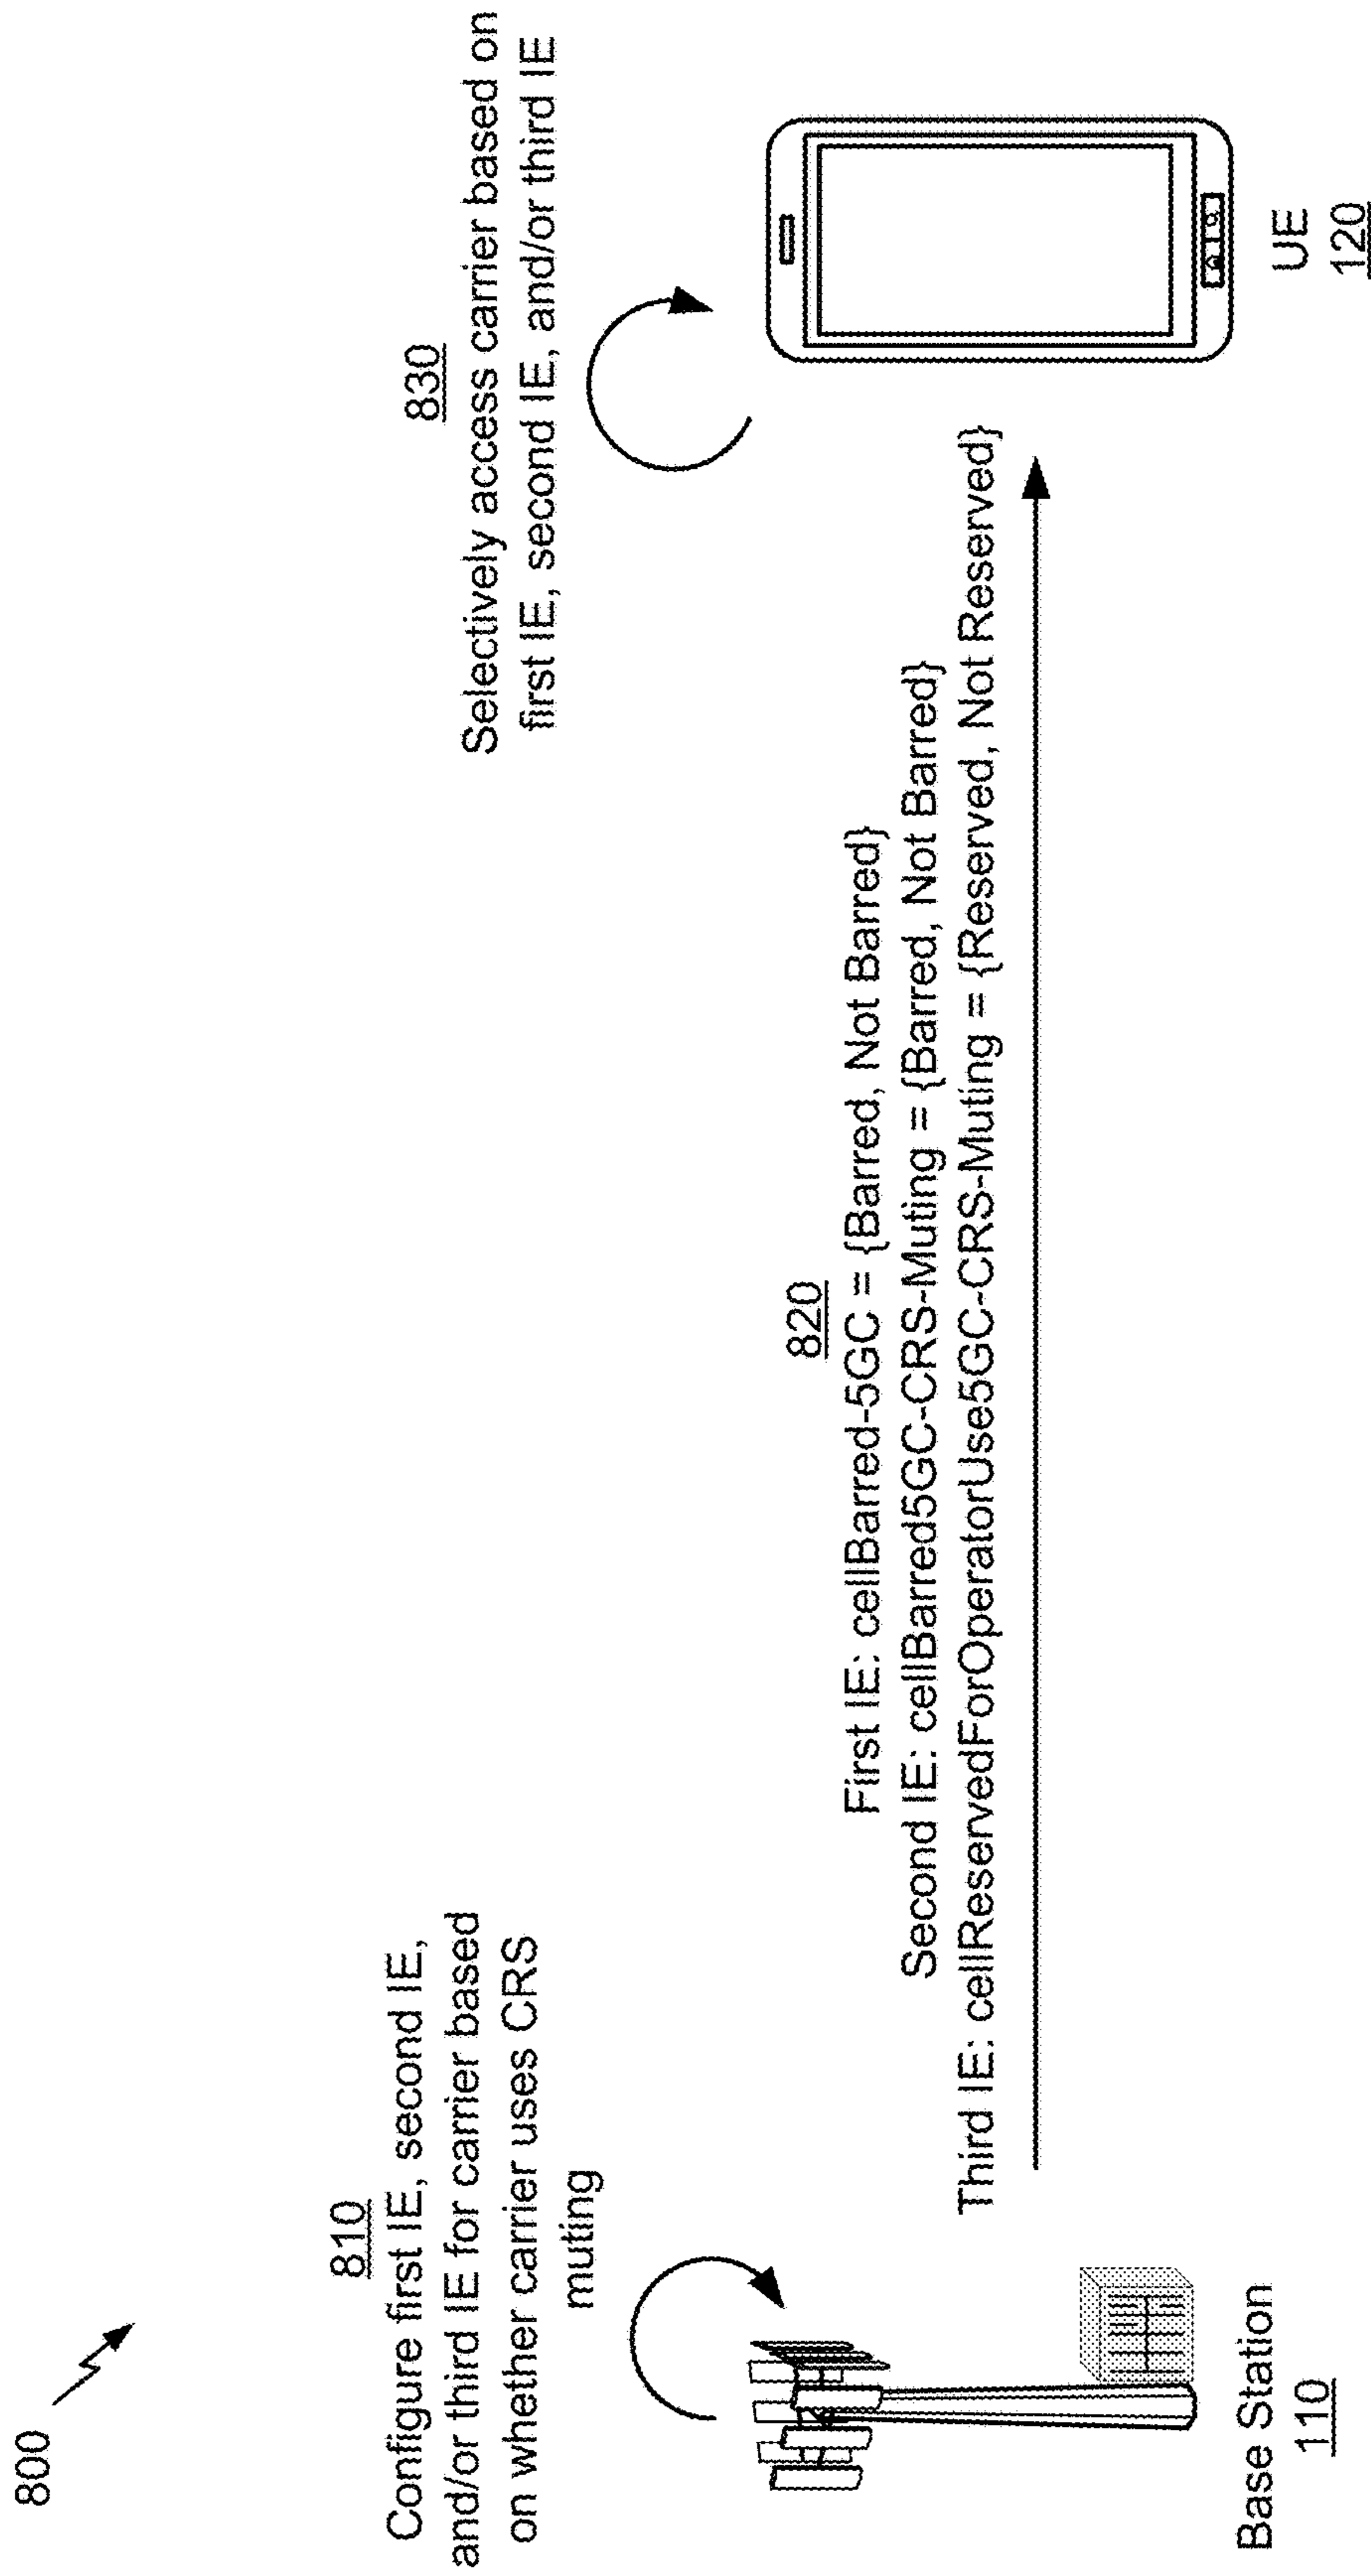 800
810
Configure first IE, second IE,
and/or third IE for carrier based
on whether carrier uses CRS
muting
820
First IE: cellBarred-5GC = {Barred, Not Barred}
Second IE: cellBarred5GC-CRS-Muting = {Barred, Not Barred}
Third IE: cellReservedForOperatorUse5GC-CRS-Muting = {Reserved, Not Reserved}
830
Selectively access carrier based on
first IE, second IE, and/or third IE
Base Station
110
UE
120